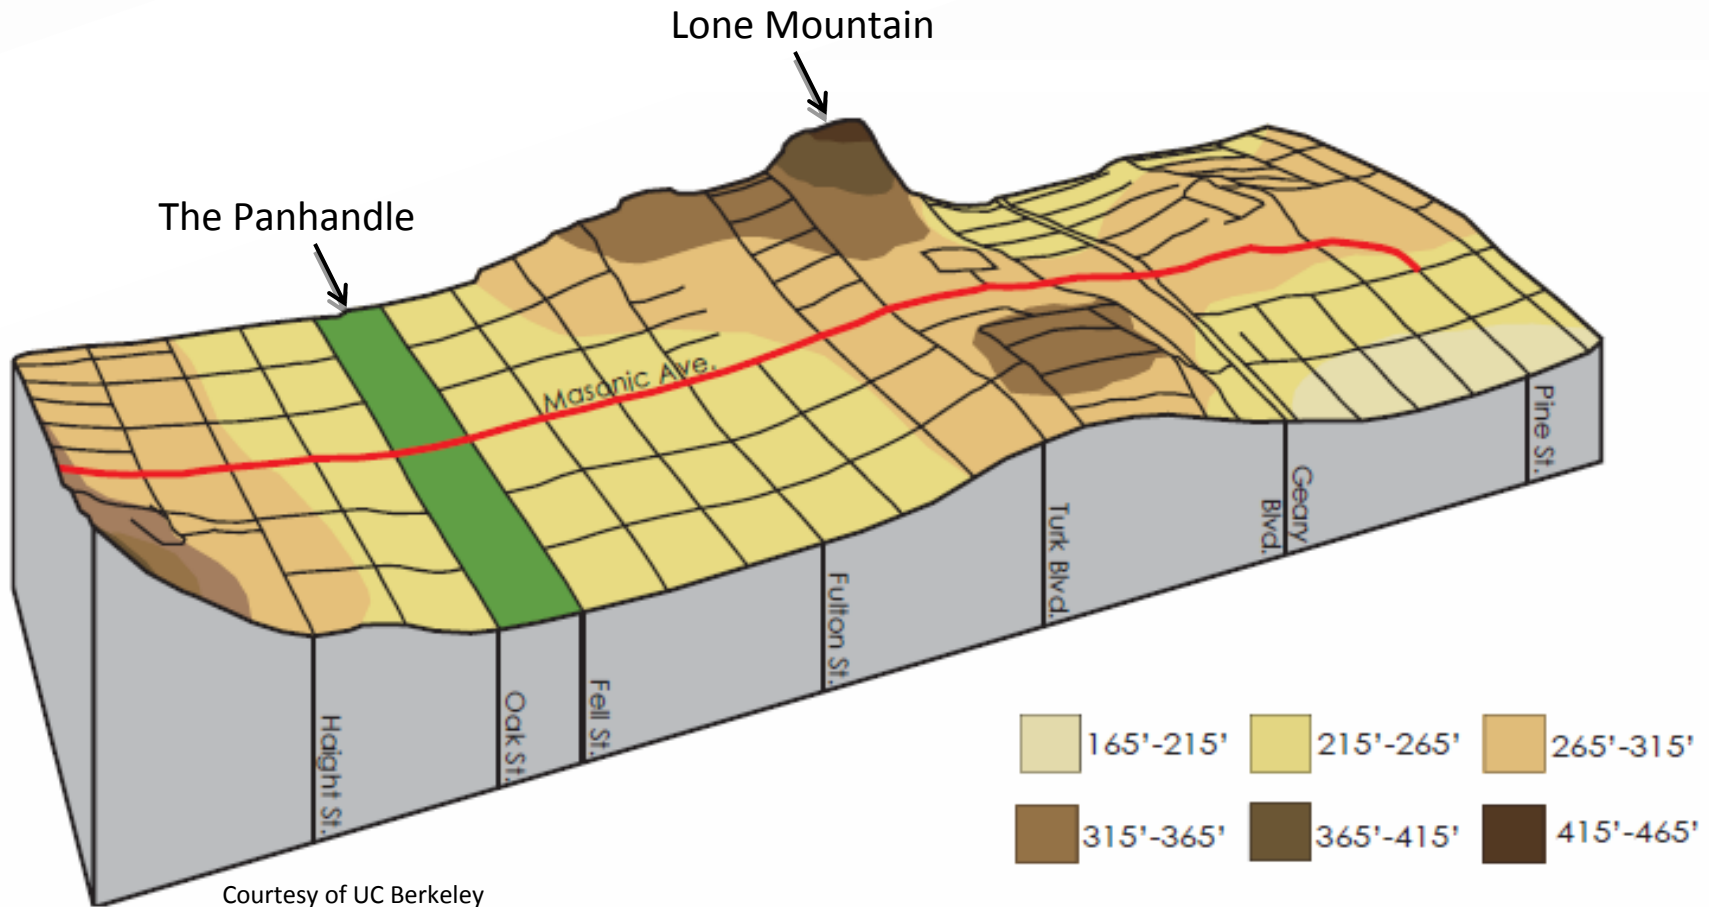 Lone Mountain
The Panhandle
Masonic Ave.
Haight St.
Oak St.
Fell St.
Fulton St.
Turk Blvd.
Geary
Blvd.
Pine St.
165'-215'
215'-265'
265'-315'
315'-365'
365'-415'
415'-465'
Courtesy of UC Berkeley